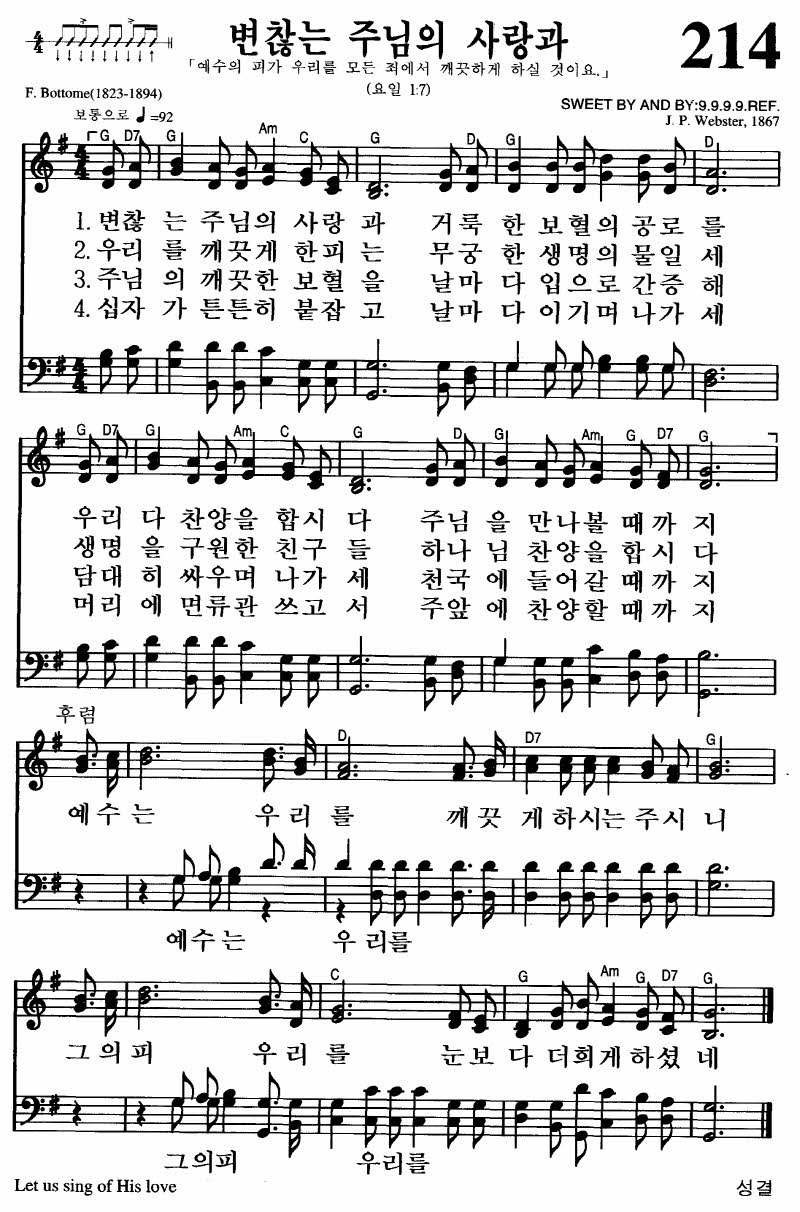 변찮는 주님의 사랑과
214
「예수의 피가 우리를 모든 죄에서 깨끗하게 하실 것이요.」
(요일 1:7)
F. Bottome(1823-1894)
SWEET BY AND BY:9.9.9.9.REF.
보통으로 ♩=92
J. P. Webster, 1867
G D7 G Am C G G D
1. 변찮 는 주님의 사랑 과 거룩 한 보혈의 공로 를
2. 우리 를 깨끗게 한피 는 무궁 한 생명의 물일 세
3. 주님 의 깨끗한 보혈 을 날마 다 입으로 간증 해
4. 십자 가 튼튼히 붙잡 고 날마 다 이기며 나가 세
G D7 G Am C G D G Am G D7 G
우리 다 찬양을 합시 다 주님 을 만나볼 때까 지
생명 을 구원한 친구 들 하나 님 찬양을 합시 다
담대 히 싸우며 나가 세 천국 에 들어갈 때까 지
머리 에 면류관 쓰고 서 주앞 에 찬양할 때까 지
후렴
G D D7 G
예수는 우리를 깨끗 게하시는주시 니
예수는 우리를
G C G Am G D7 G
그의피 우리를 눈보 다 더희게하셨 네
그의피 우리를
Let us sing of His love
성결